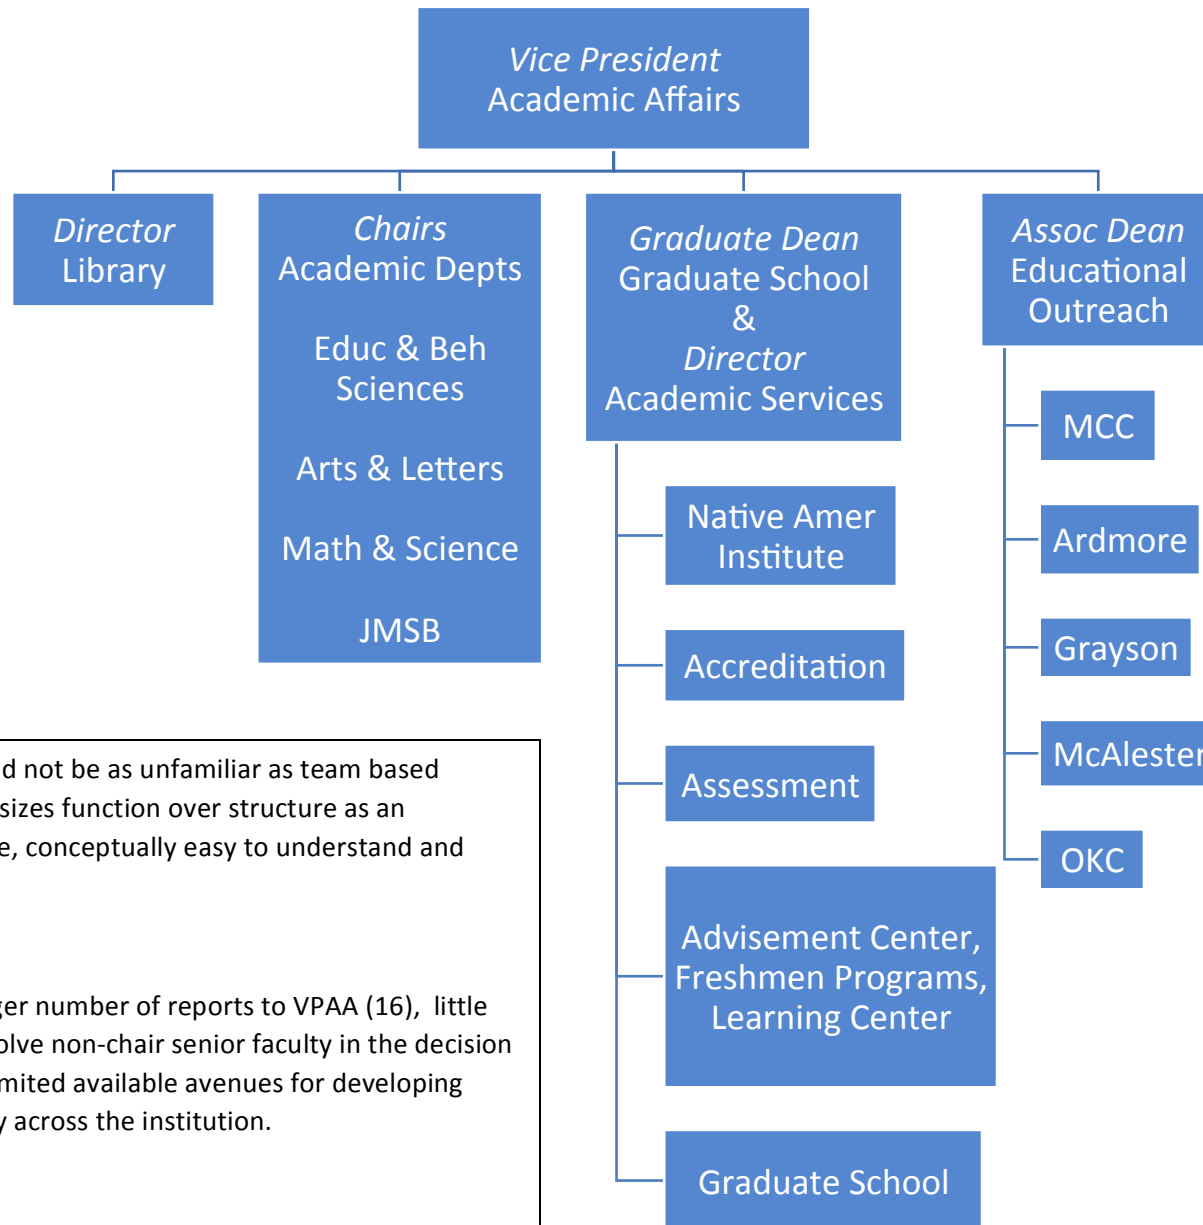 Vice President
Academic Affairs
Director
Library
Chairs
Academic Depts
Educ & Beh
Sciences
Arts & Letters
Math & Science
JMSB
Graduate Dean
Graduate School
&
Director
Academic Services
Native Amer
Institute
Accreditation
Assessment
Advisement Center,
Freshmen Programs,
Learning Center
Graduate School
Assoc Dean
Educational
Outreach
MCC
Ardmore
Grayson
McAlester
OKC
not be as unfamiliar as team based
function over structure as an
conceptually easy to understand and
number of reports to VPAA (16), little
non-chair senior faculty in the decision
available avenues for developing
across the institution.